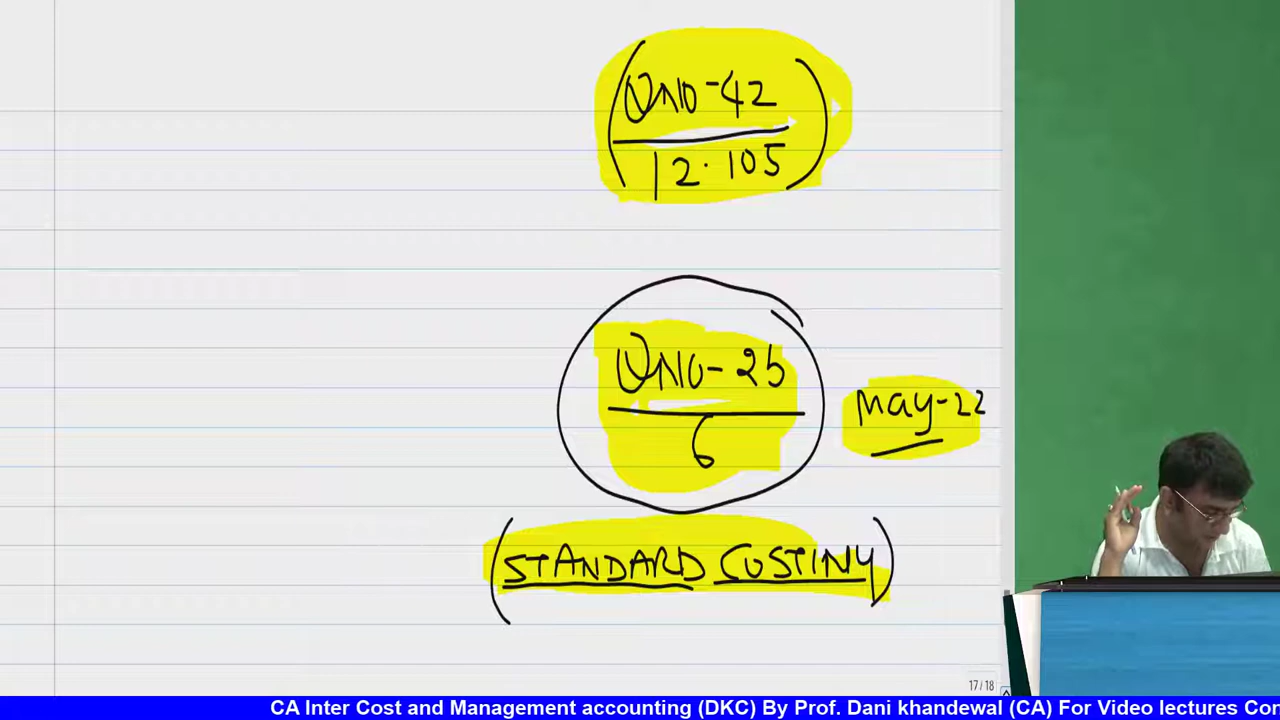 (QNO-42
12.105)
QNO-25
6
May-22
(STANDARD COSTING)
17/18
CA Inter Cost and Management accounting (DKC) By Prof. Dani khandewal (CA) For Video lectures Con